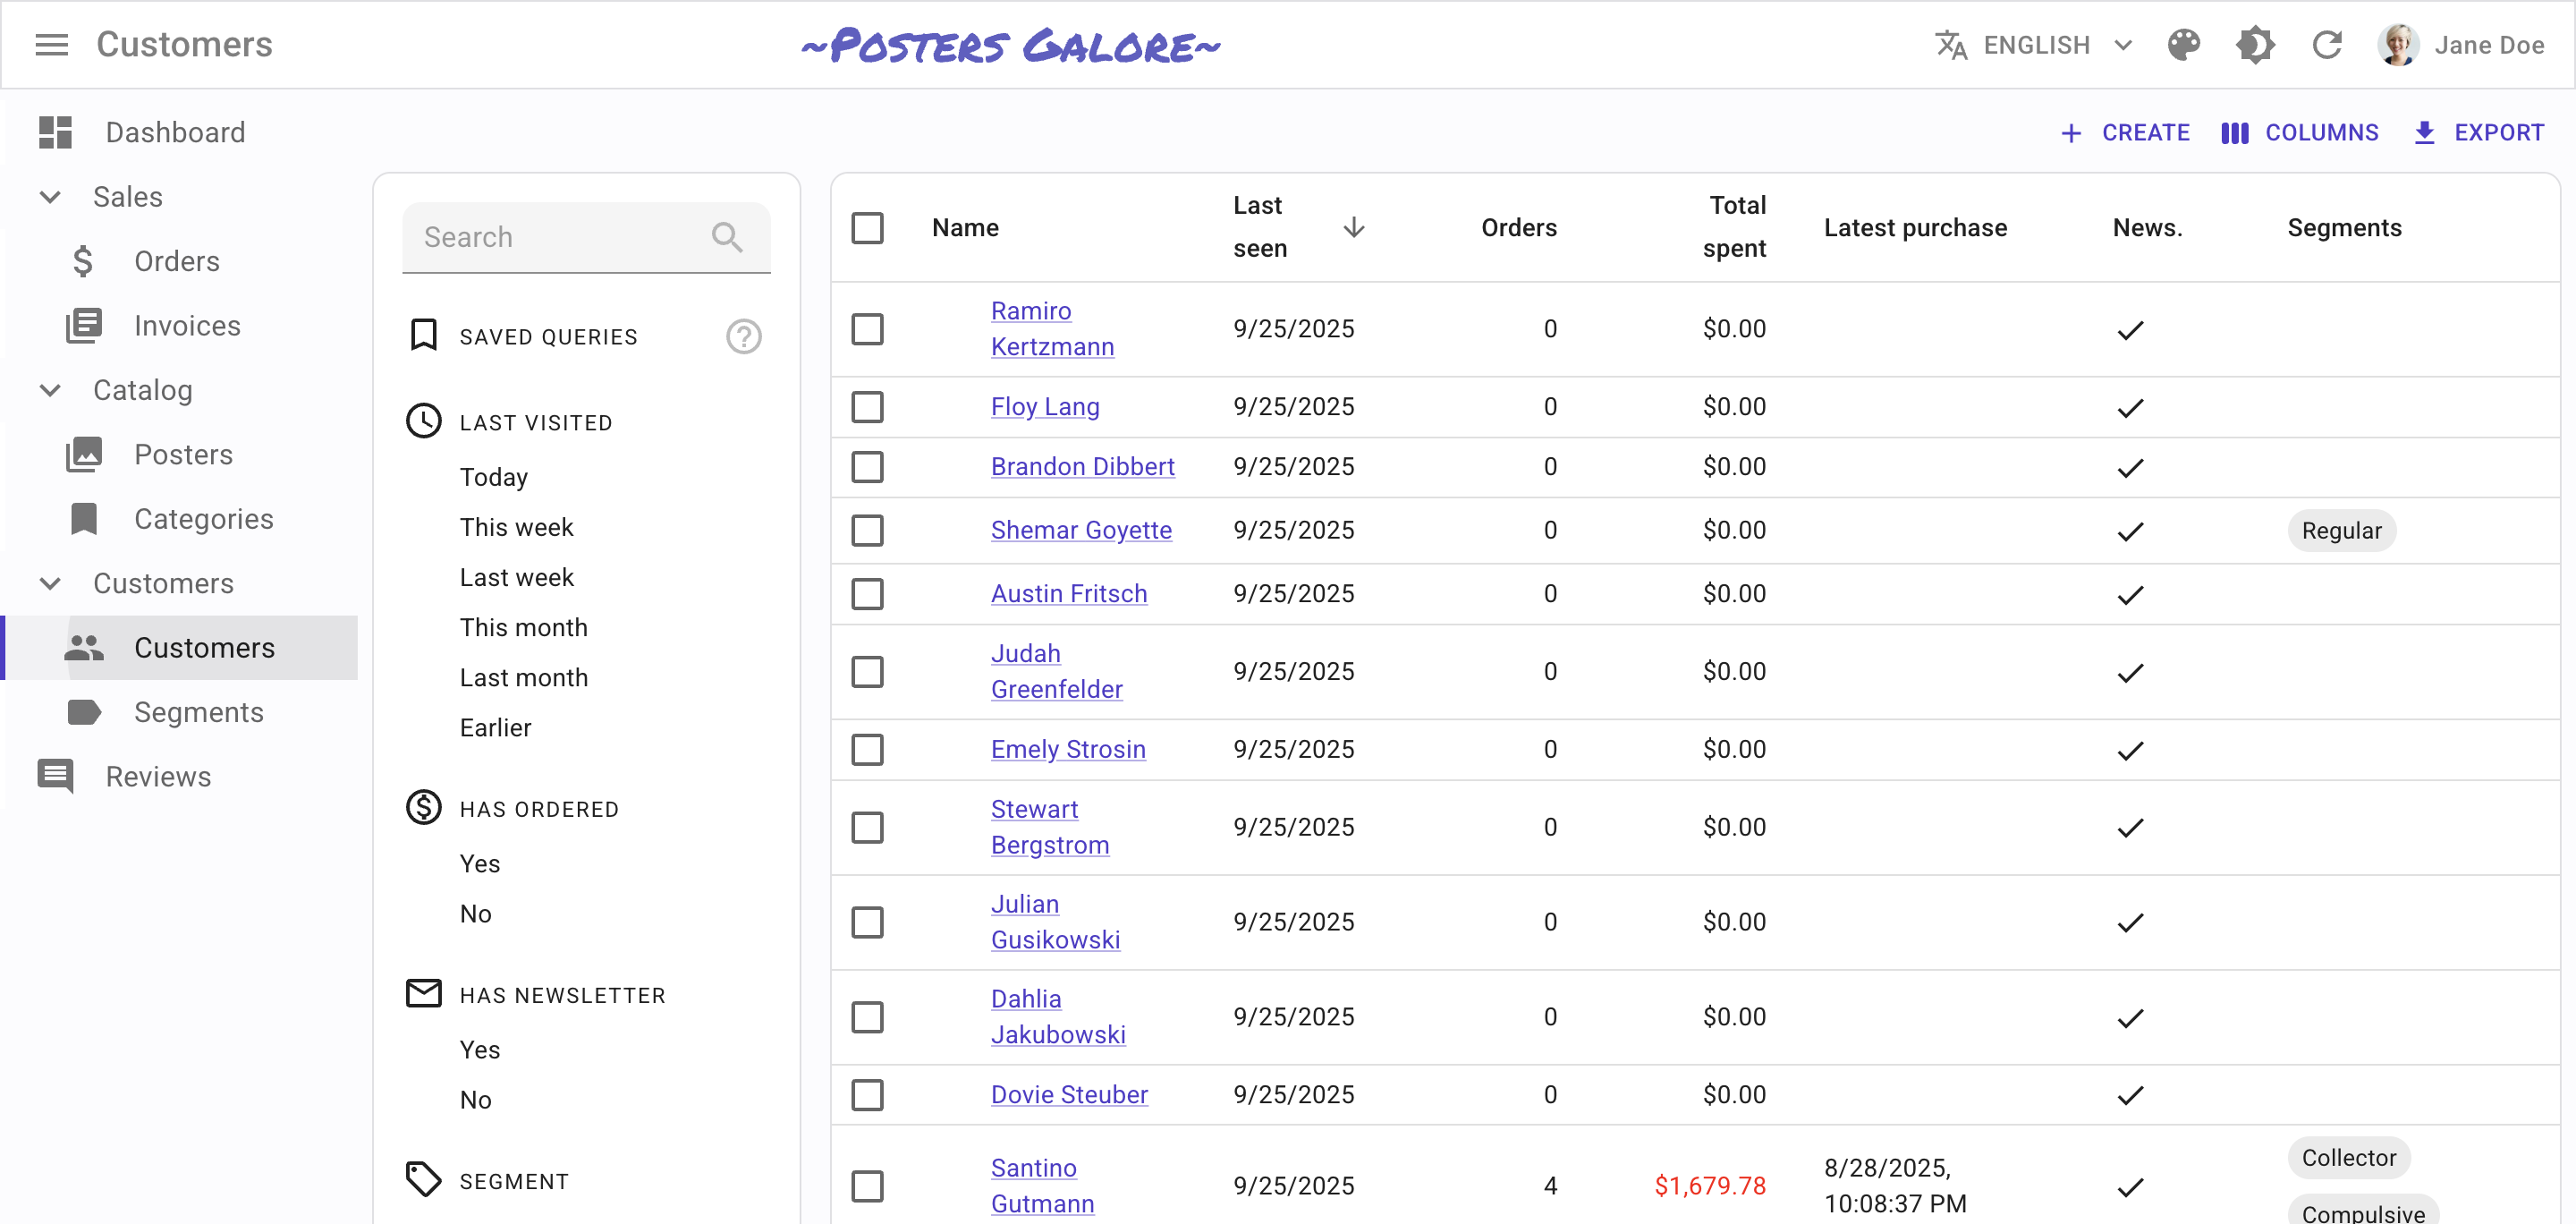 Customers
~Posters Galore~
ENGLISH
Jane Doe
Dashboard
Sales
Orders
Invoices
Catalog
Posters
Categories
Customers
Customers
Segments
Reviews
CREATE
COLUMNS
EXPORT
Search
SAVED QUERIES
?
LAST VISITED
Today
This week
Last week
This month
Last month
Earlier
$
HAS ORDERED
Yes
No
HAS NEWSLETTER
Yes
No
SEGMENT
Name
Last
seen
Orders
Total
spent
Latest purchase
News.
Segments
Ramiro
Kertzmann
9/25/2025
0
$0.00
Floy Lang
9/25/2025
0
$0.00
Brandon Dibbert
9/25/2025
0
$0.00
Shemar Goyette
9/25/2025
0
$0.00
Regular
Austin Fritsch
9/25/2025
0
$0.00
Judah
Greenfelder
9/25/2025
0
$0.00
Emely Strosin
9/25/2025
0
$0.00
Stewart
Bergstrom
9/25/2025
0
$0.00
Julian
Gusikowski
9/25/2025
0
$0.00
Dahlia
Jakubowski
9/25/2025
0
$0.00
Dovie Steuber
9/25/2025
0
$0.00
Santino
Gutmann
9/25/2025
4
$1,679.78
8/28/2025,
10:08:37 PM
Collector
Compulsive